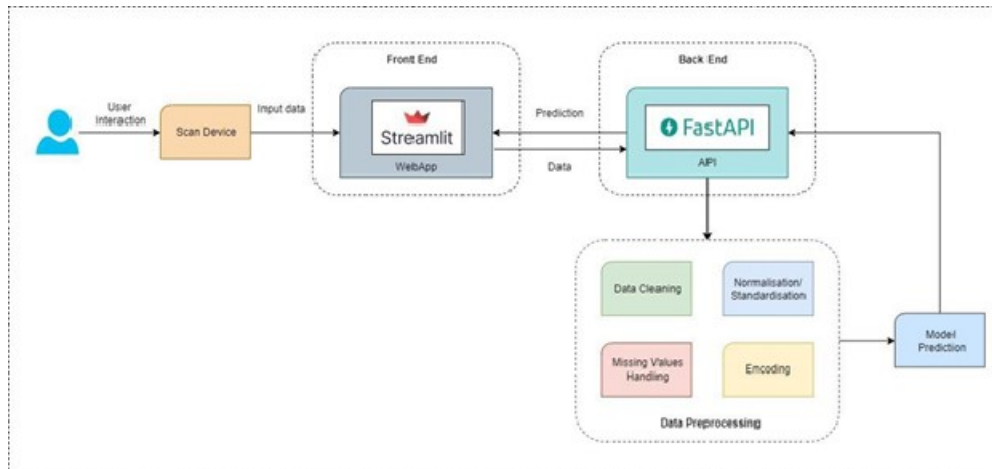 Front End
Back End
User
Interaction
Scan Device
Input data
Streamlit
WebApp
Prediction
Data
FastAPI
AIPI
Data Cleaning
Normalisation/
Standardisation
Missing Values
Handling
Encoding
Data Preprocessing
Model
Prediction